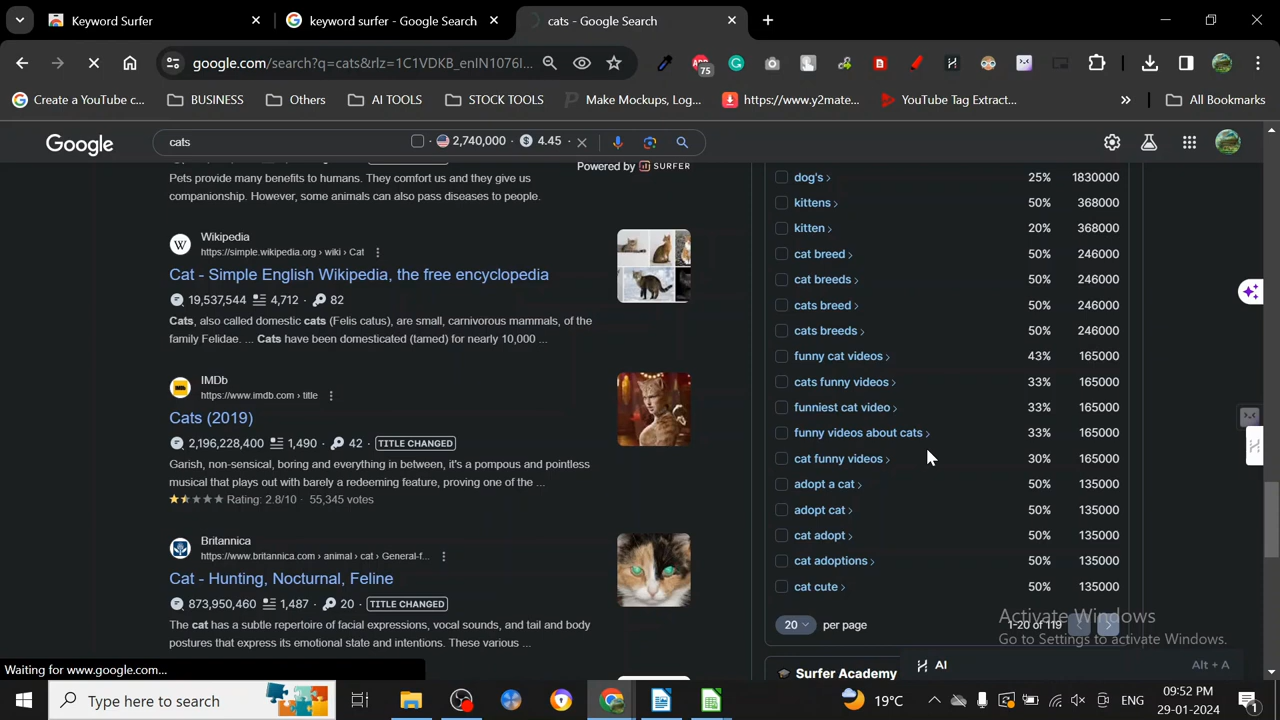 Keyword Surfer
keyword surfer - Google Search
cats - Google Search
google.com/search?q=cats&rlz=1C1VDKB_enIN1076I...
75
Create a YouTube c...
BUSINESS
Others
AI TOOLS
STOCK TOOLS
Make Mockups, Log...
https://www.y2mate...
YouTube Tag Extract...
All Bookmarks
Google
cats
2,740,000 · 4.45
Powered by SURFER
Pets provide many benefits to humans. They comfort us and they give us
companionship. However, some animals can also pass diseases to people.
Wikipedia
https://simple.wikipedia.org › wiki › Cat
Cat - Simple English Wikipedia, the free encyclopedia
19,537,544 4,712 · 82
Cats, also called domestic cats (Felis catus), are small, carnivorous mammals, of the
family Felidae. ... Cats have been domesticated (tamed) for nearly 10,000 ...
IMDb
https://www.imdb.com › title
Cats (2019)
2,196,228,400 1,490 · 42 TITLE CHANGED
Garish, non-sensical, boring and everything in between, it's a pompous and pointless
musical that plays out with barely a redeeming feature, proving one of the ...
Rating: 2.8/10 · 55,345 votes
Britannica
https://www.britannica.com › animal › cat › General-f...
Cat - Hunting, Nocturnal, Feline
873,950,460 1,487 · 20 TITLE CHANGED
The cat has a subtle repertoire of facial expressions, vocal sounds, and tail and body
postures that express its emotional state and intentions. These various ...
dog's › 25% 1830000
kittens › 50% 368000
kitten › 20% 368000
cat breed › 50% 246000
cat breeds › 50% 246000
cats breed › 50% 246000
cats breeds › 50% 246000
funny cat videos › 43% 165000
cats funny videos › 33% 165000
funniest cat video › 33% 165000
funny videos about cats › 33% 165000
cat funny videos › 30% 165000
adopt a cat › 50% 135000
adopt cat › 50% 135000
cat adopt › 50% 135000
cat adoptions › 50% 135000
cat cute › 50% 135000
20 per page 1-20 of 119
Activate Windows
Go to Settings to activate Windows.
Surfer Academy
AI Alt + A
Waiting for www.google.com...
Type here to search
19°C
ENG
09:52 PM
29-01-2024
1